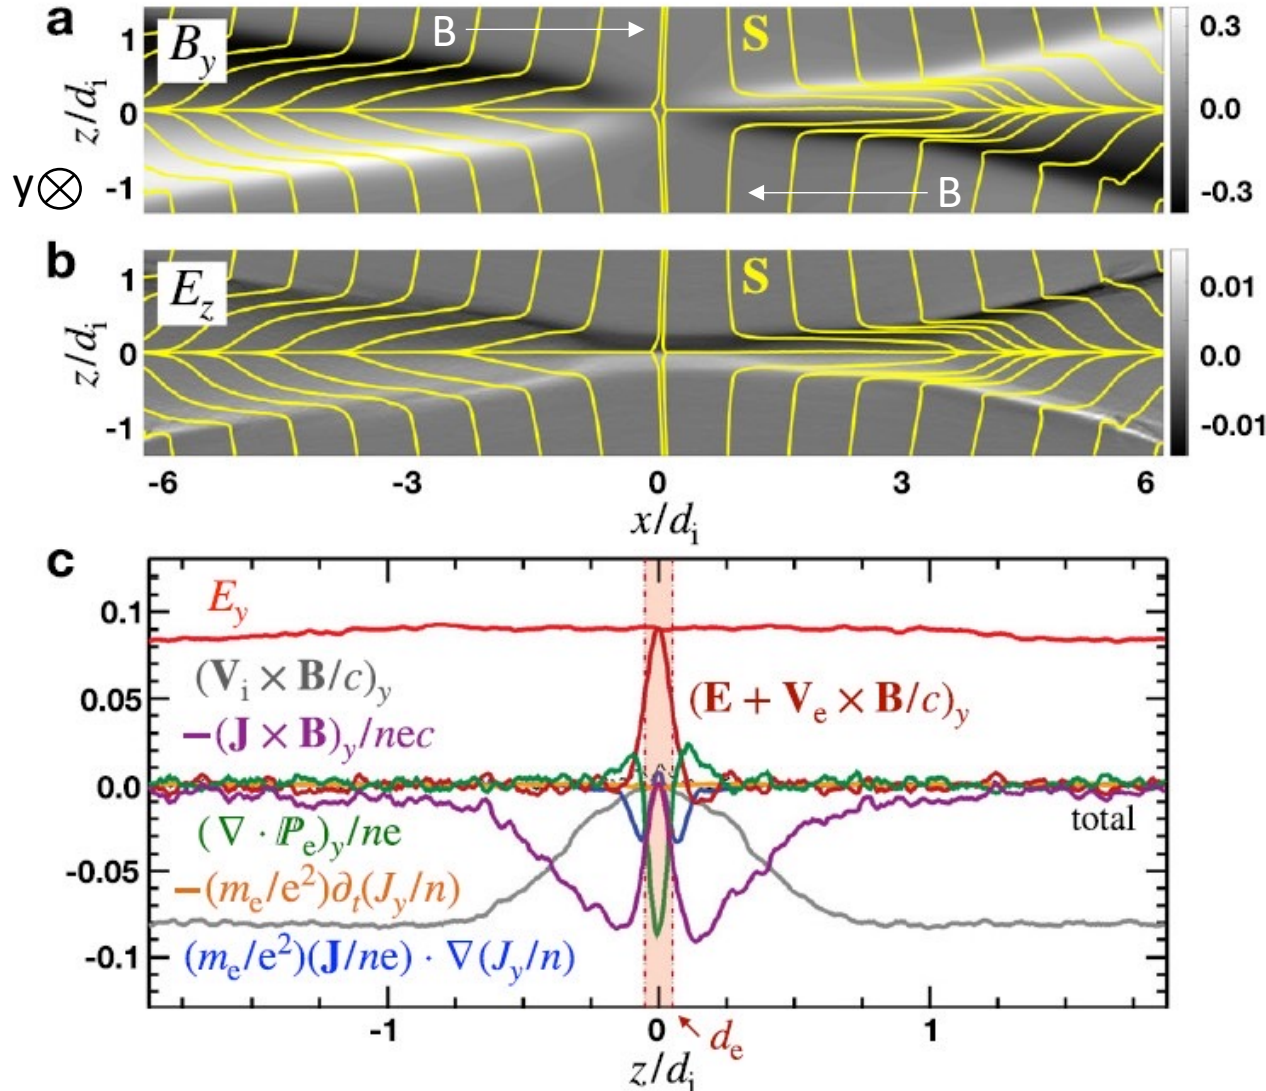 a
B_y
B
S
B
y⊗
z/d_i
1
0
-1
0.3
0.0
-0.3
b
E_z
S
z/d_i
1
0
-1
0.01
0.0
-0.01
-6 -3 0 3 6
x/d_i
c
E_y
(V_i × B/c)_y
−(J × B)_y/nec
(E + V_e × B/c)_y
(∇ · ℙ_e)_y/ne
total
−(m_e/e²)∂_t(J_y/n)
(m_e/e²)(J/ne) · ∇(J_y/n)
0.1
0.05
0.0
-0.05
-0.1
-1 0 1
d_e
z/d_i